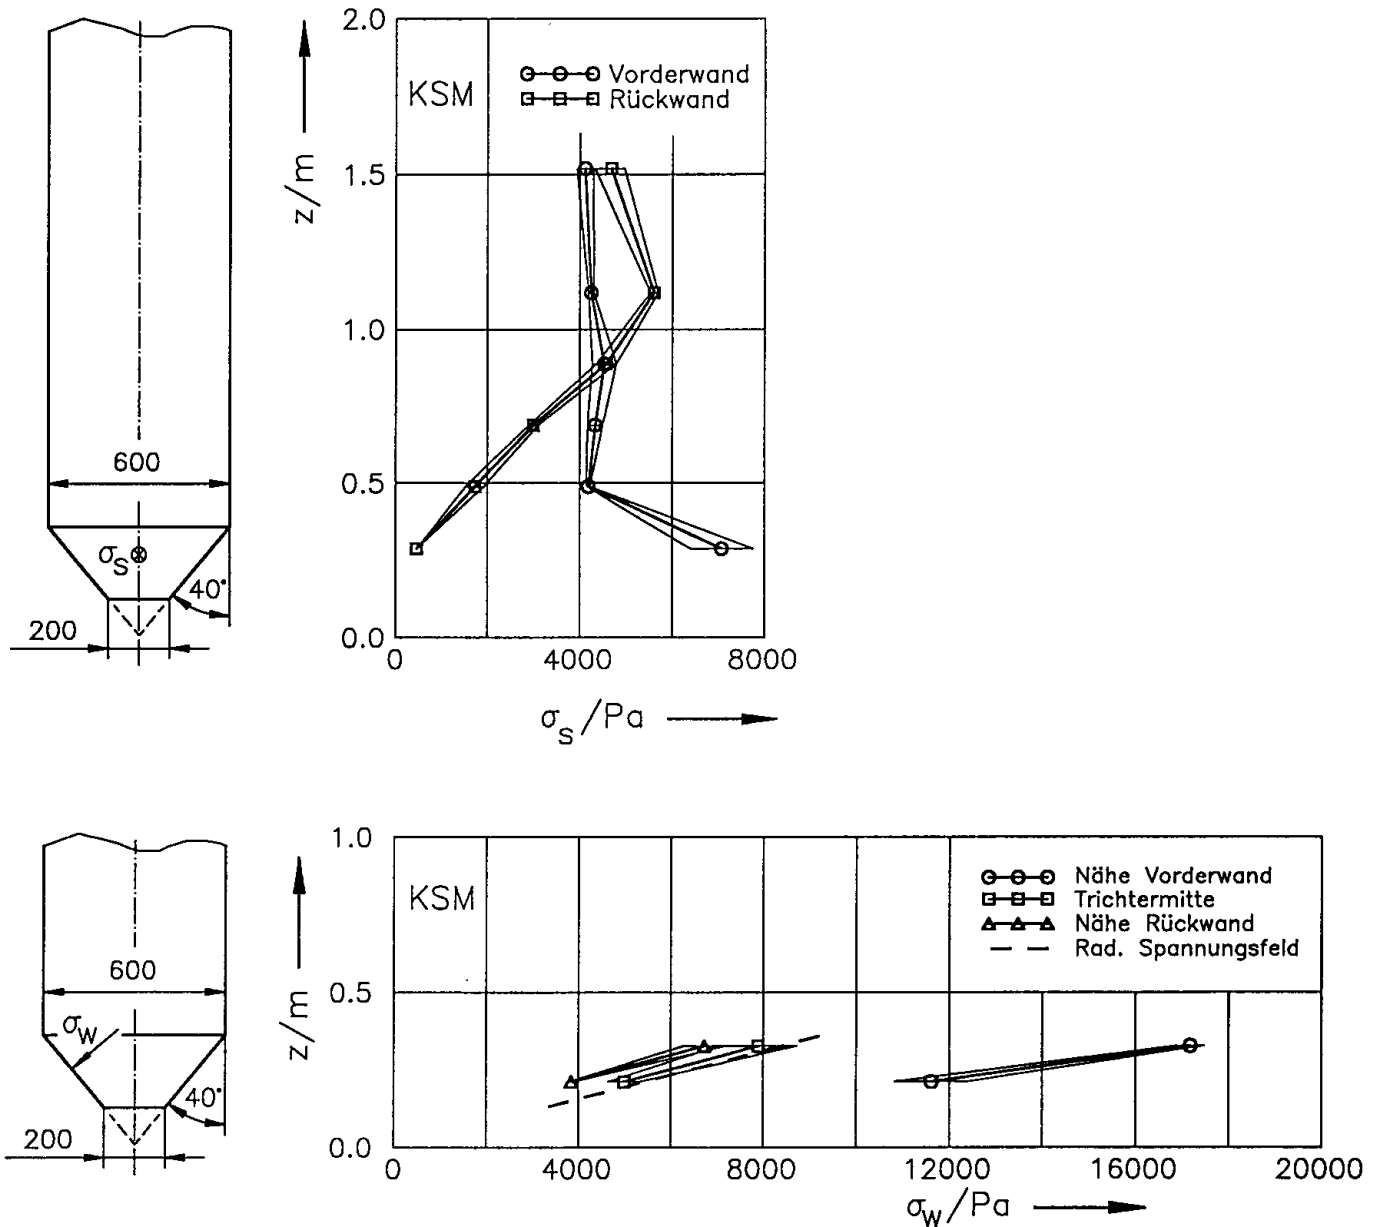 600
σS
40°
200
z/m
2.0
1.5
1.0
0.5
0.0
KSM
Vorderwand
Rückwand
0
4000
8000
σS/Pa
600
σW
40°
200
z/m
1.0
0.5
0.0
KSM
Nähe Vorderwand
Trichtermitte
Nähe Rückwand
Rad. Spannungsfeld
0
4000
8000
12000
16000
20000
σW/Pa